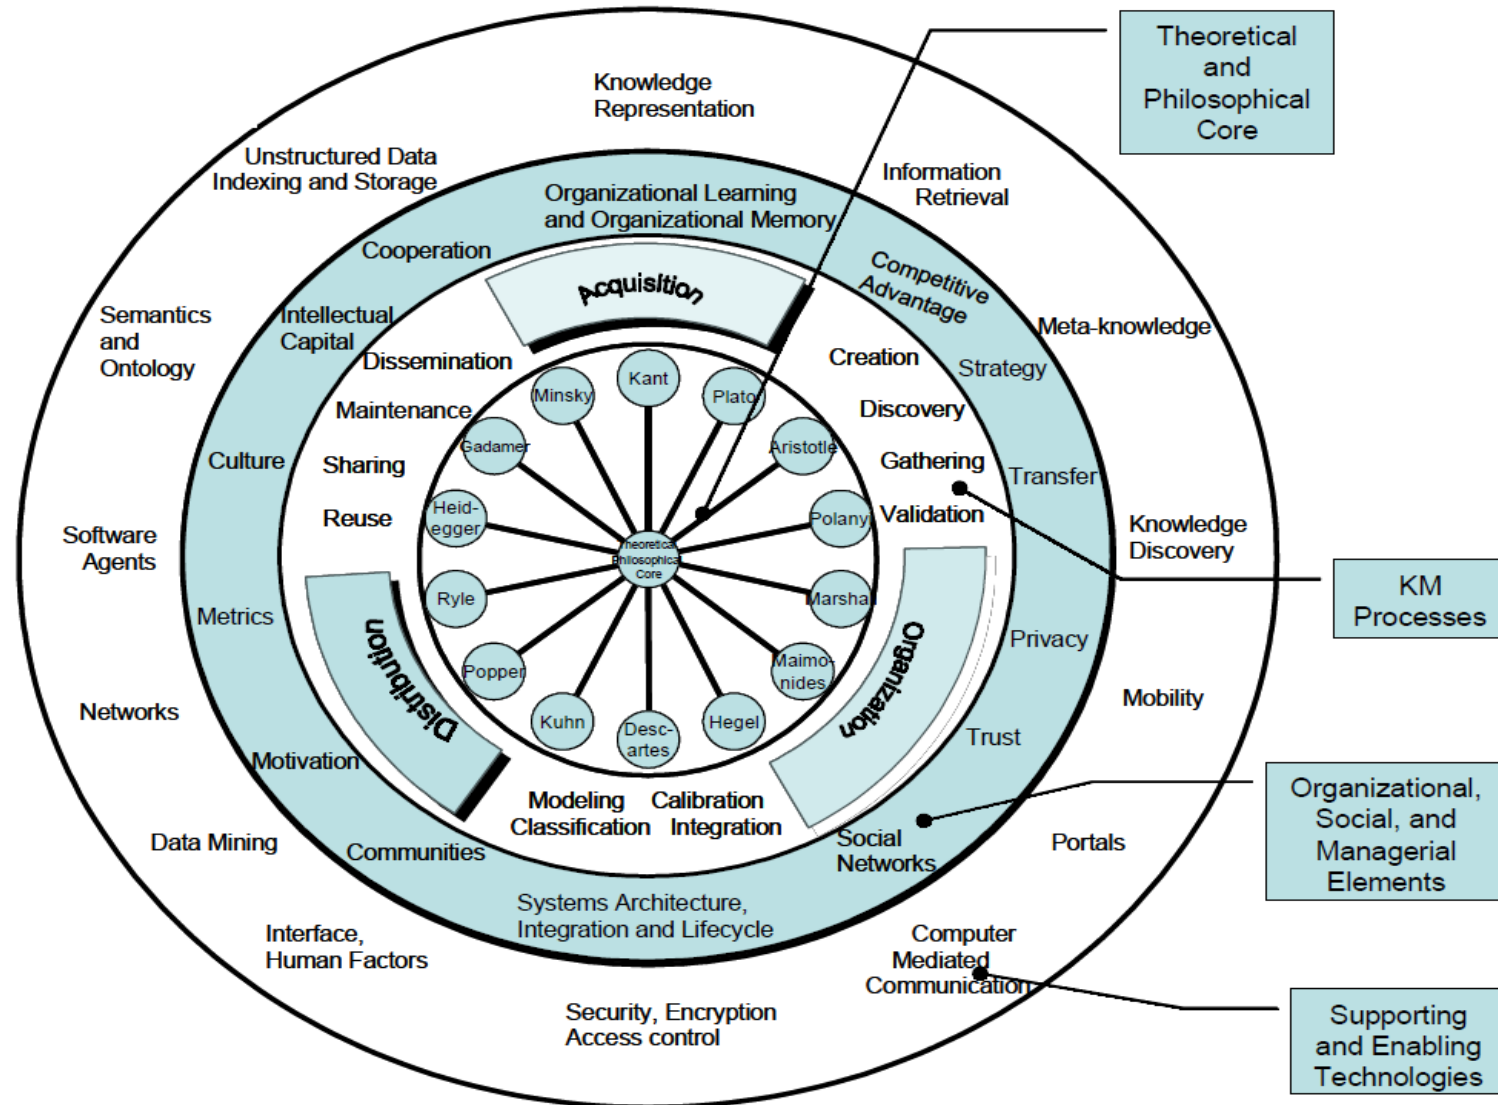 Theoretical
and
Philosophical
Core
Knowledge
Representation
Unstructured Data
Indexing and Storage
Information
Retrieval
Organizational Learning
and Organizational Memory
Cooperation
Competitive
Advantage
Acquisition
Semantics
and
Ontology
Intellectual
Capital
Meta-knowledge
Dissemination
Creation
Strategy
Minsky
Kant
Plato
Maintenance
Discovery
Gadamer
Aristotle
Culture
Sharing
Gathering
Transfer
Heid-
egger
Polany
Reuse
Validation
Software
Agents
Knowledge
Discovery
Theoretical
Philosophical
Core
KM
Processes
Metrics
Ryle
Marshal
Distribution
Organization
Privacy
Popper
Maimo-
nides
Networks
Mobility
Kuhn
Desc-
artes
Hegel
Trust
Motivation
Modeling
Classification
Calibration
Integration
Organizational,
Social, and
Managerial
Elements
Data Mining
Communities
Social
Networks
Portals
Systems Architecture,
Integration and Lifecycle
Interface,
Human Factors
Computer
Mediated
Communication
Security, Encryption
Access control
Supporting
and Enabling
Technologies